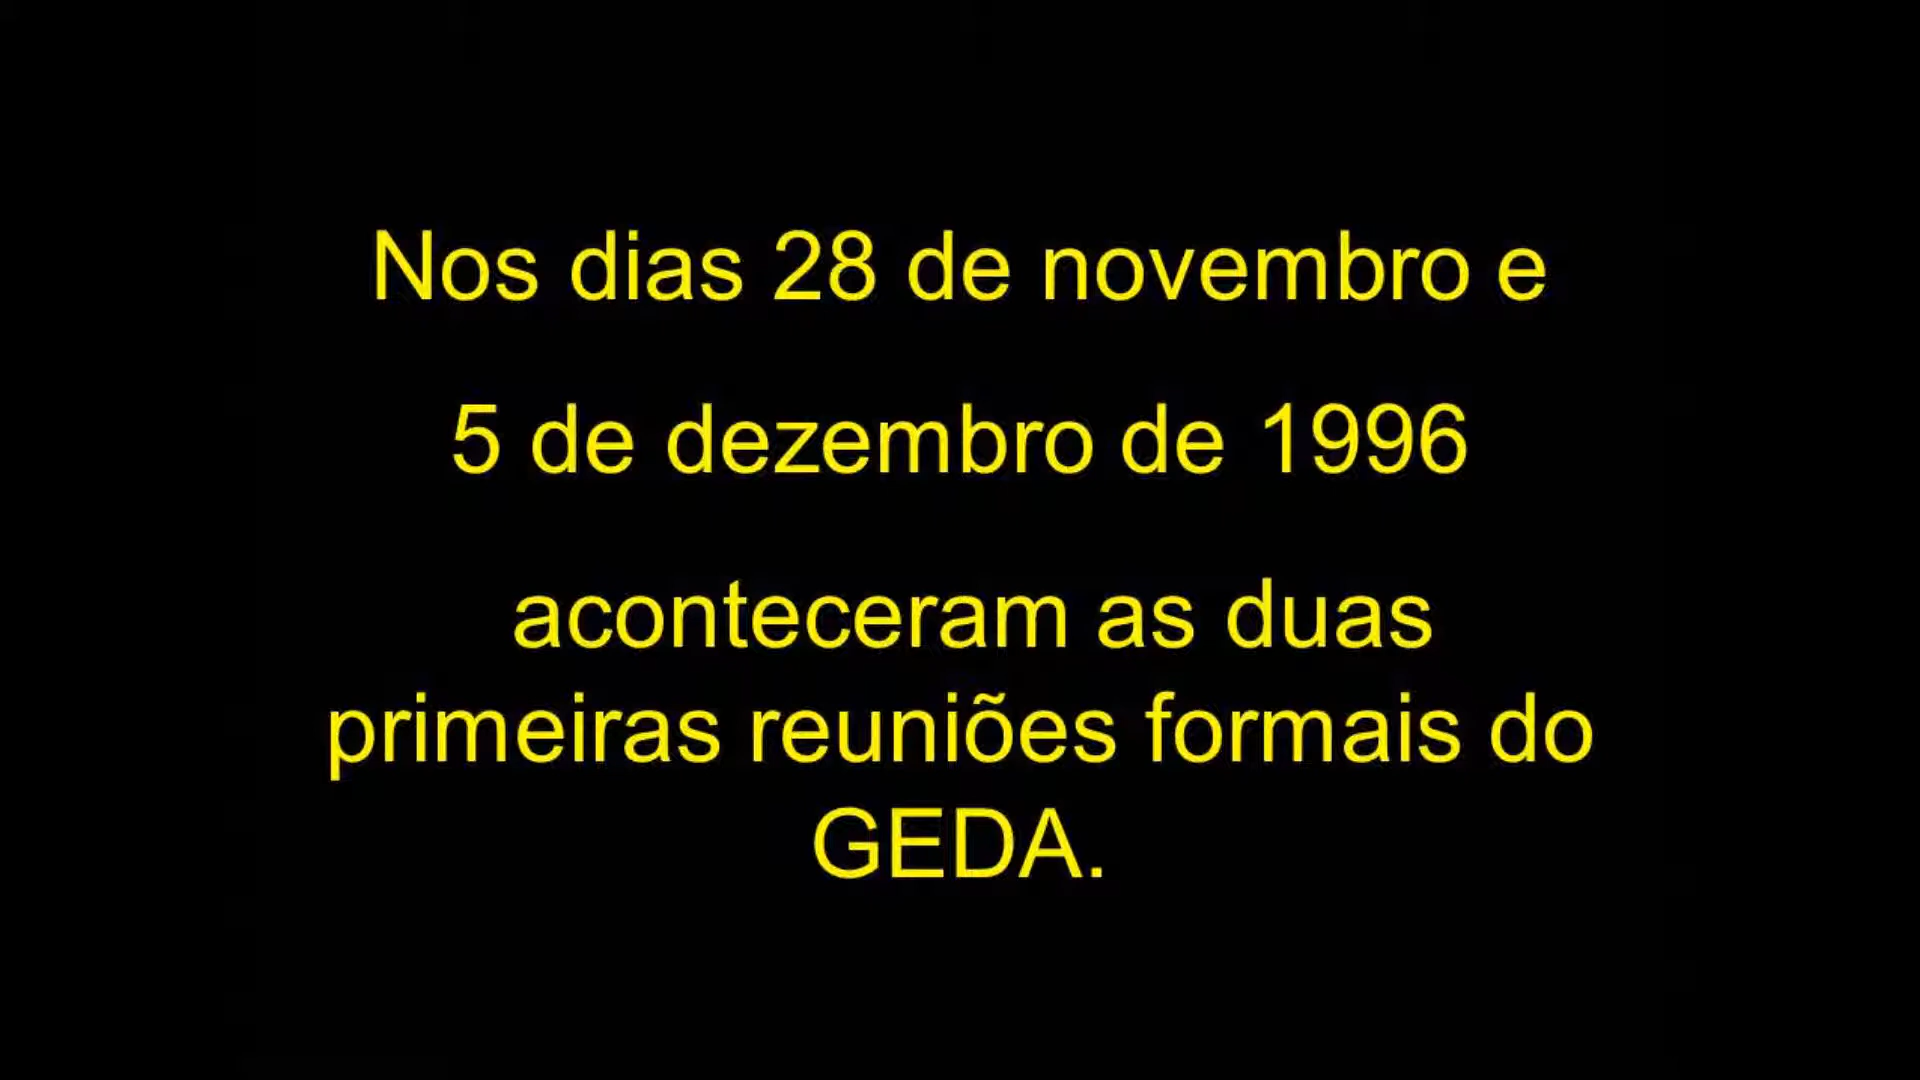 Nos dias 28 de novembro e
5 de dezembro de 1996
aconteceram as duas
primeiras reuniões formais do
GEDA.